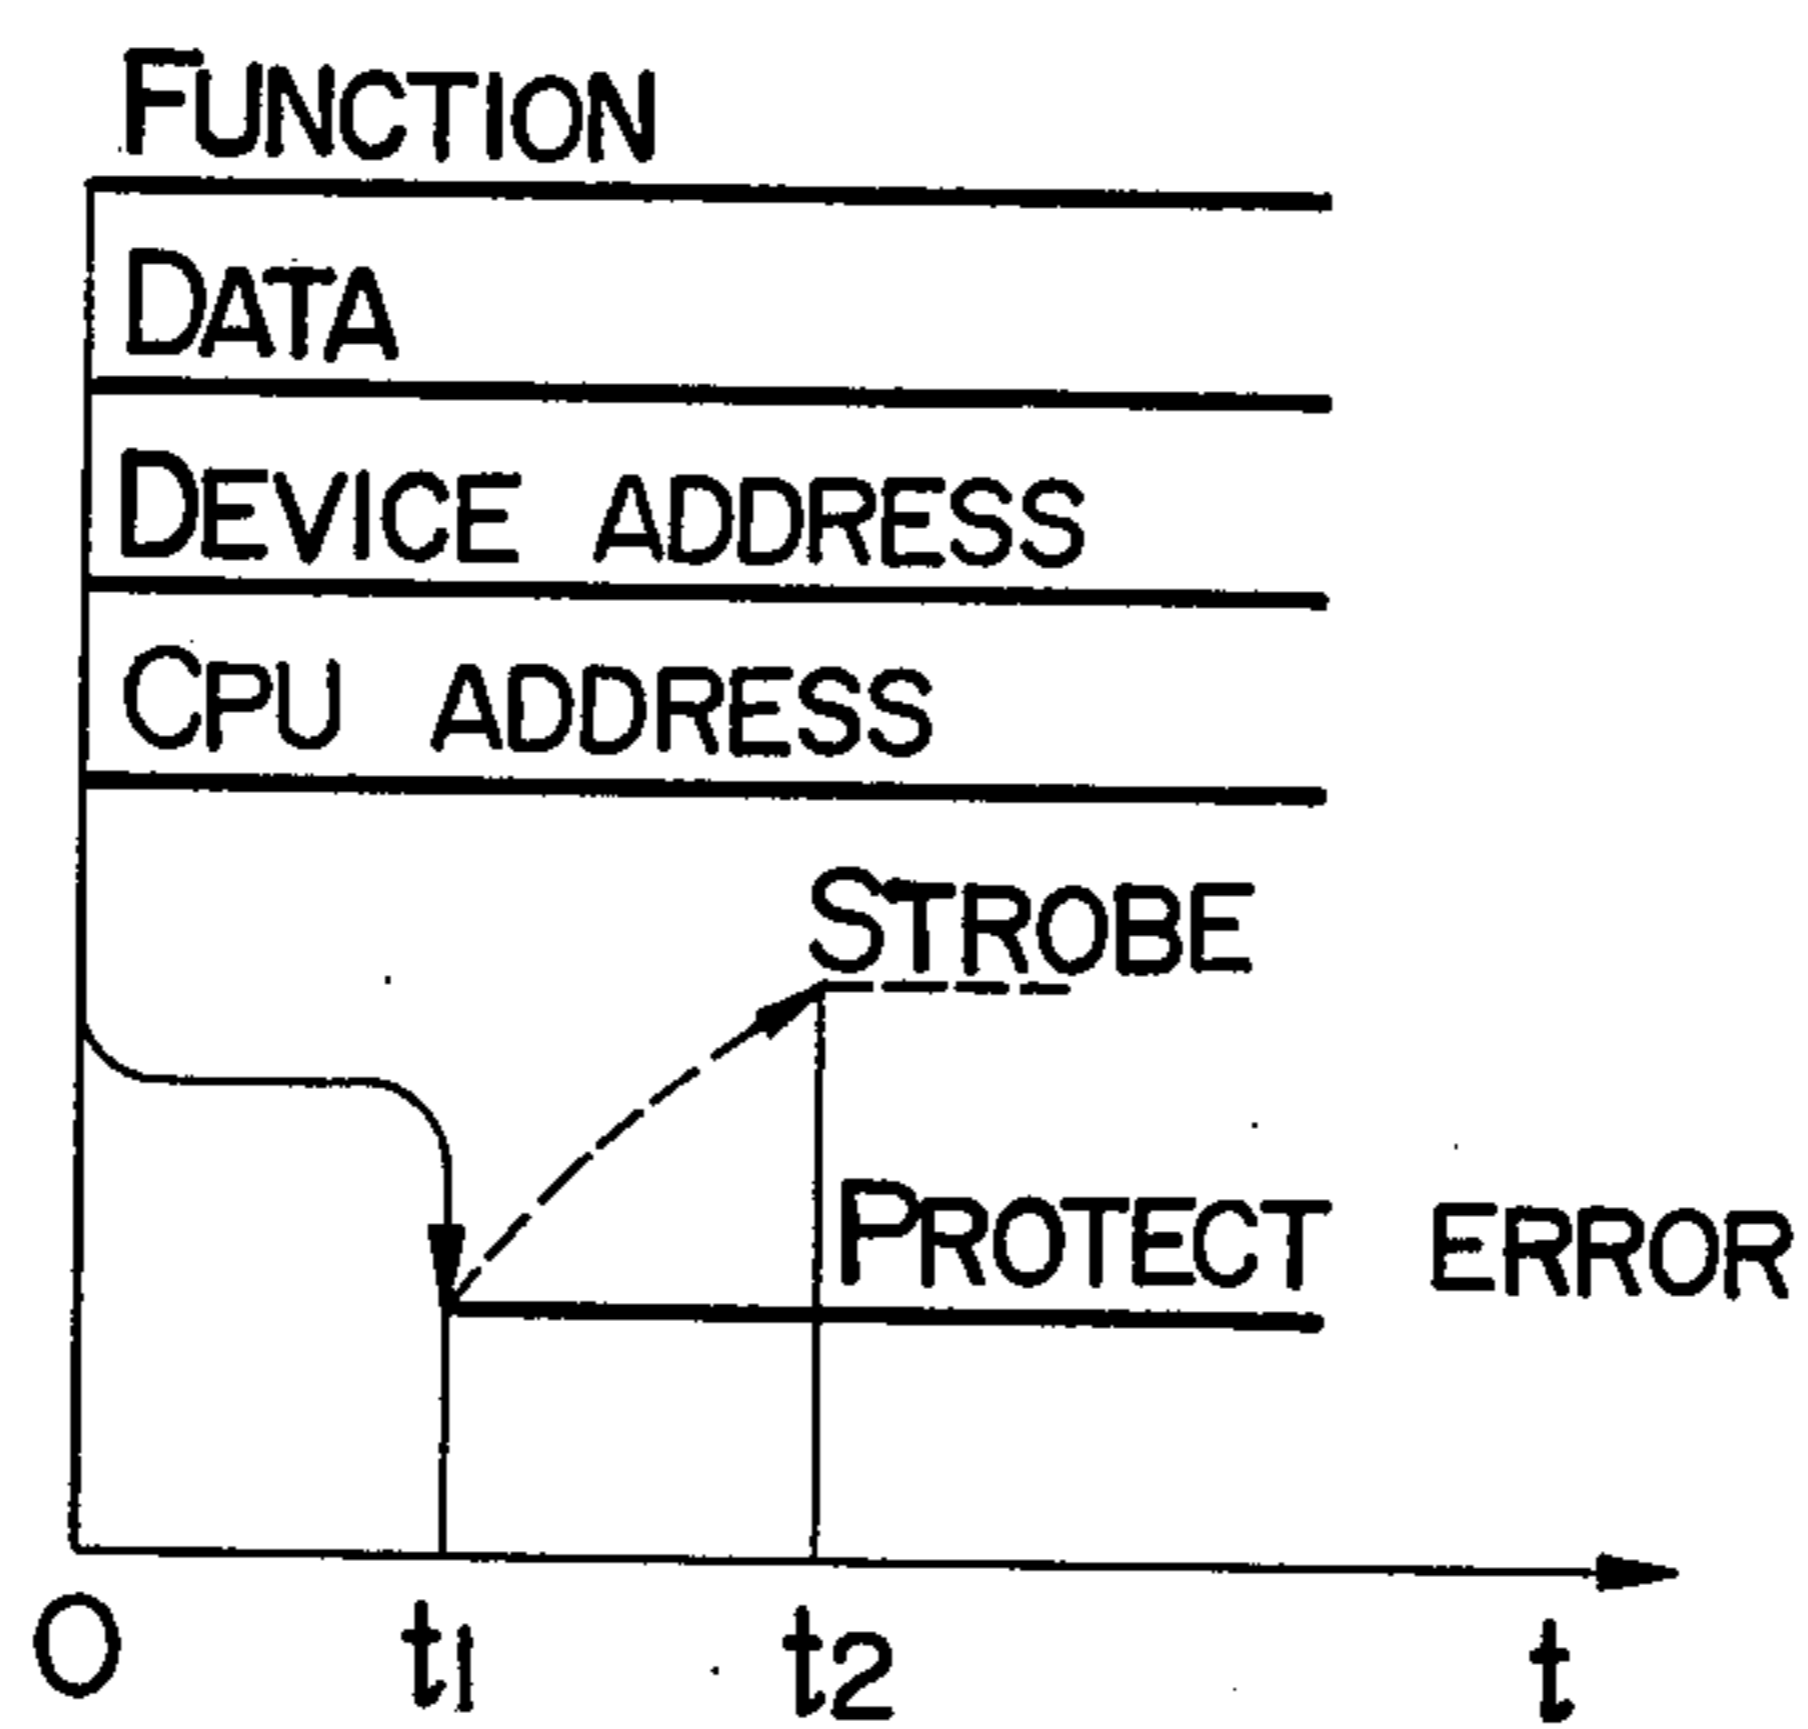 FUNCTION
DATA
DEVICE ADDRESS
CPU ADDRESS
STROBE
PROTECT ERROR
O t1 t2 t